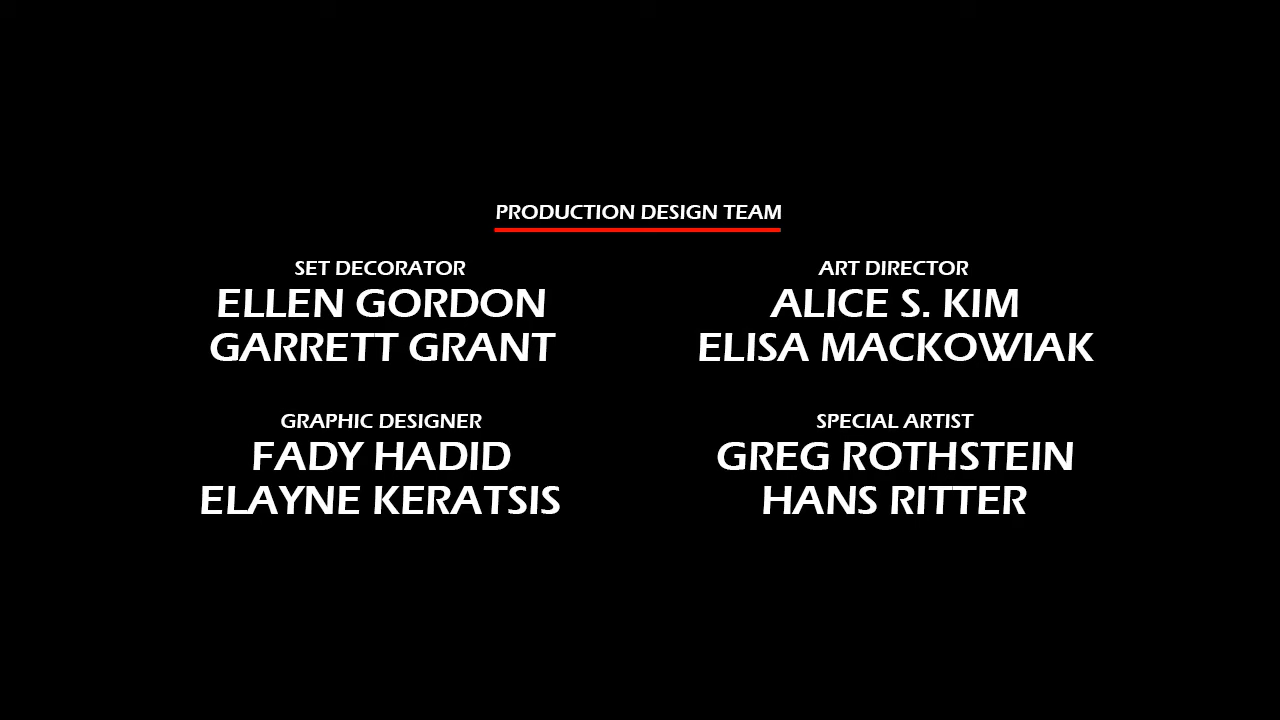 PRODUCTION DESIGN TEAM
SET DECORATOR
ELLEN GORDON
GARRETT GRANT
ART DIRECTOR
ALICE S. KIM
ELISA MACKOWIAK
GRAPHIC DESIGNER
FADY HADID
ELAYNE KERATSIS
SPECIAL ARTIST
GREG ROTHSTEIN
HANS RITTER